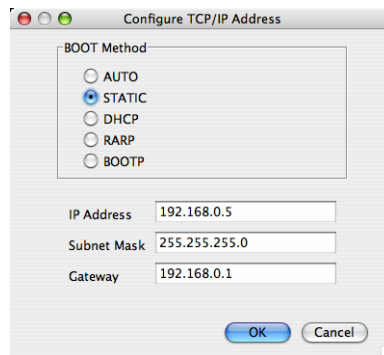 Configure TCP/IP Address
BOOT Method
AUTO
STATIC
DHCP
RARP
BOOTP
IP Address 192.168.0.5
Subnet Mask 255.255.255.0
Gateway 192.168.0.1
OK Cancel